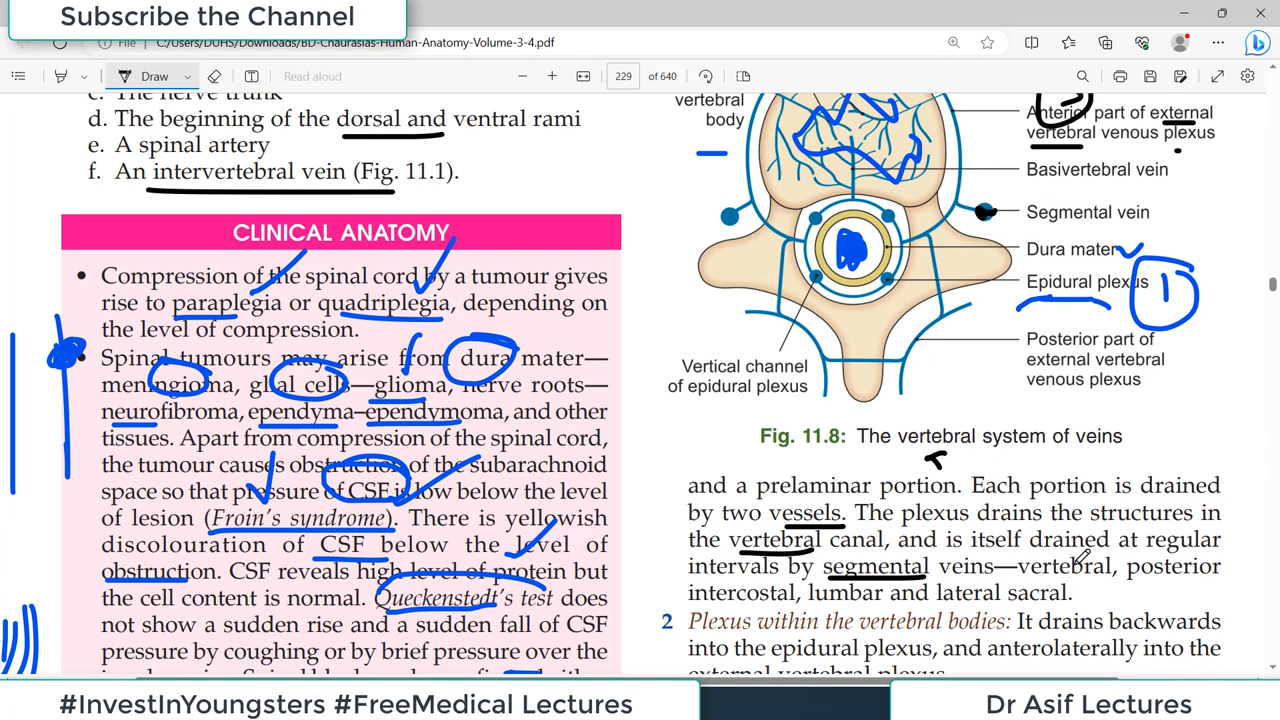 Subscribe the Channel
File
C:/Users/DUHS/Downloads/BD-Chaurasias-Human-Anatomy-Volume-3-4.pdf
Draw
Read aloud
229 of 640
c. The nerve trunk
d. The beginning of the dorsal and ventral rami
e. A spinal artery
f. An intervertebral vein (Fig. 11.1).
CLINICAL ANATOMY
• Compression of the spinal cord by a tumour gives
rise to paraplegia or quadriplegia, depending on
the level of compression.
• Spinal tumours may arise from dura mater—
meningioma, glial cells—glioma, nerve roots—
neurofibroma, ependyma–ependymoma, and other
tissues. Apart from compression of the spinal cord,
the tumour causes obstruction of the subarachnoid
space so that pressure of CSF is low below the level
of lesion (Froin's syndrome). There is yellowish
discolouration of CSF below the level of
obstruction. CSF reveals high level of protein but
the cell content is normal. Queckenstedt's test does
not show a sudden rise and a sudden fall of CSF
pressure by coughing or by brief pressure over the
vertebral
body
Anterior part of external
vertebral venous plexus
Basivertebral vein
Segmental vein
Dura mater
Epidural plexus
1
Posterior part of
external vertebral
venous plexus
Vertical channel
of epidural plexus
Fig. 11.8: The vertebral system of veins
and a prelaminar portion. Each portion is drained
by two vessels. The plexus drains the structures in
the vertebral canal, and is itself drained at regular
intervals by segmental veins—vertebral, posterior
intercostal, lumbar and lateral sacral.
2 Plexus within the vertebral bodies: It drains backwards
into the epidural plexus, and anterolaterally into the
external vertebral plexus.
#InvestInYoungsters #FreeMedical Lectures
Dr Asif Lectures